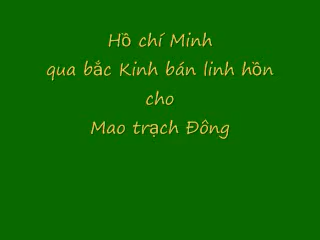 Hồ chí Minh
qua bắc Kinh bán linh hồn
cho
Mao trạch Đông